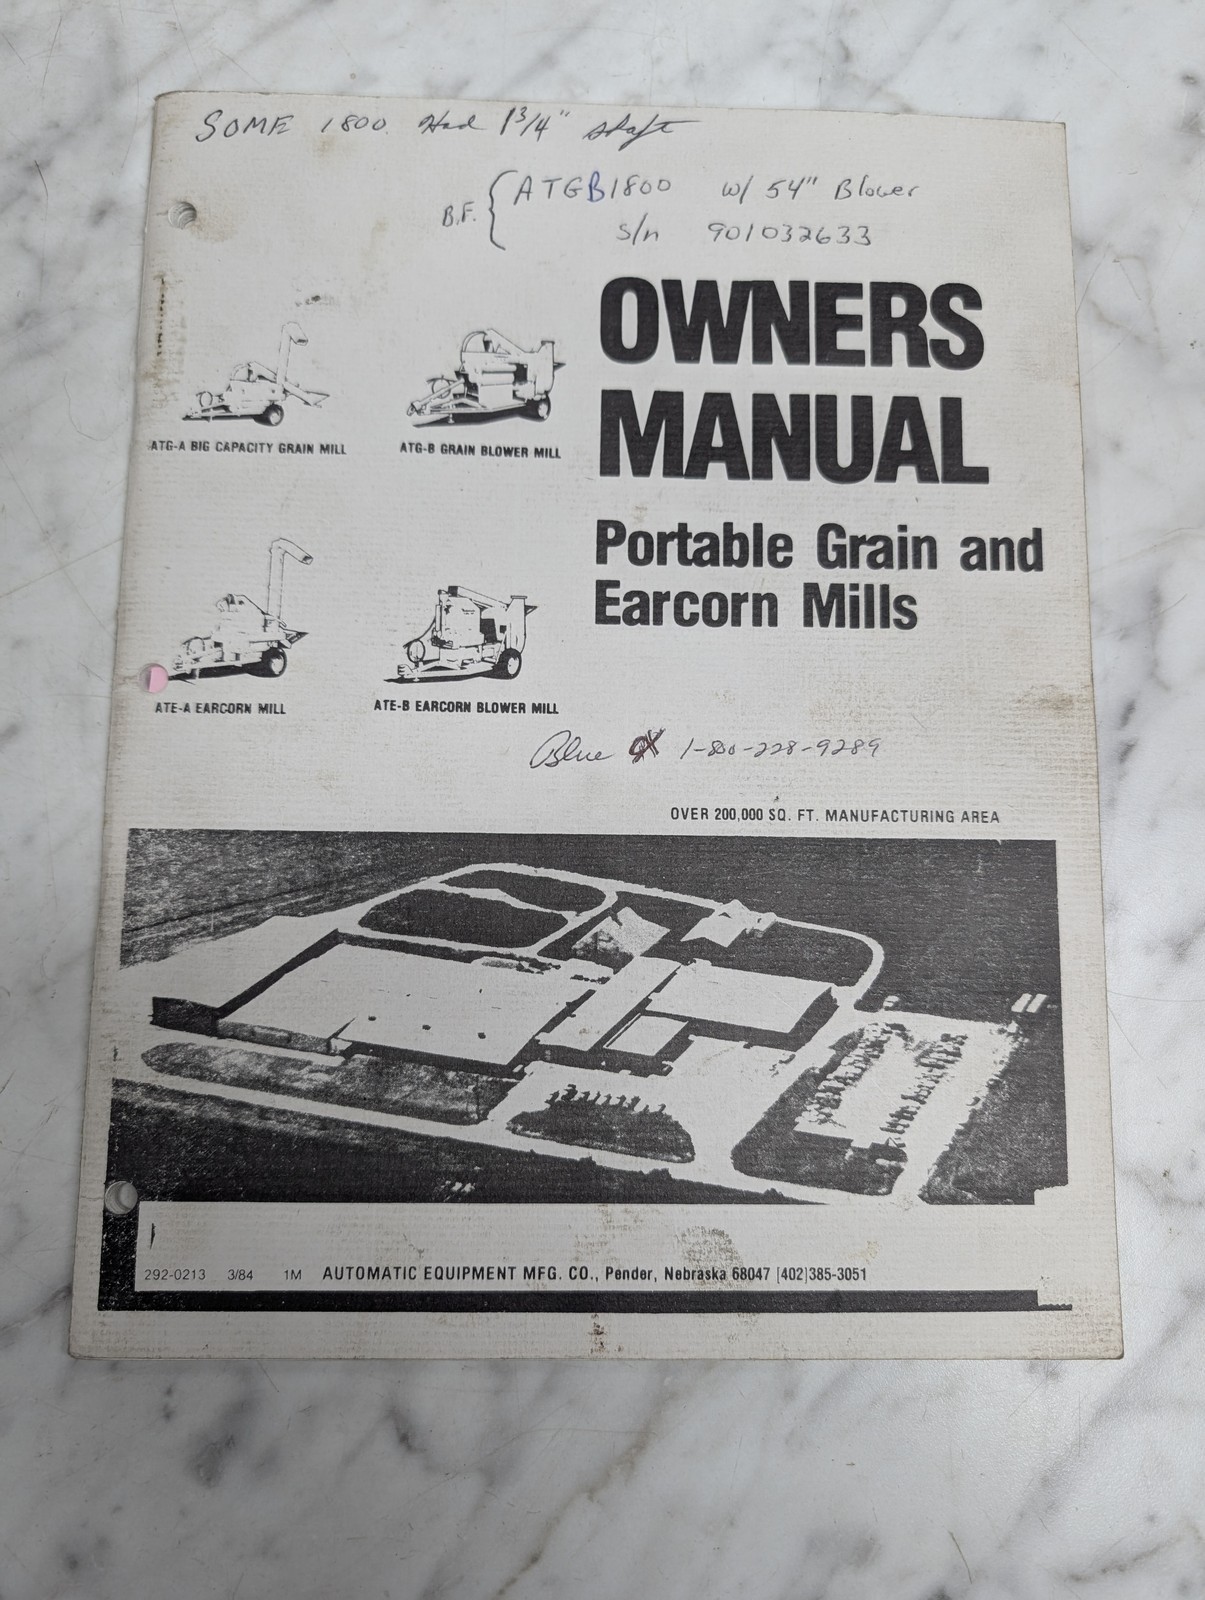 SOME 1800 Had 1 3/4" shaft
B.F. { ATGB1800 w/ 54" Blower
s/n 901032633
OWNERS
MANUAL
ATG-A BIG CAPACITY GRAIN MILL
ATG-B GRAIN BLOWER MILL
Portable Grain and
Earcorn Mills
ATE-A EARCORN MILL
ATE-B EARCORN BLOWER MILL
Blue 1-800-228-9289
OVER 200,000 SQ. FT. MANUFACTURING AREA
292-0213 3/84 1M AUTOMATIC EQUIPMENT MFG. CO., Pender, Nebraska 68047 (402)385-3051